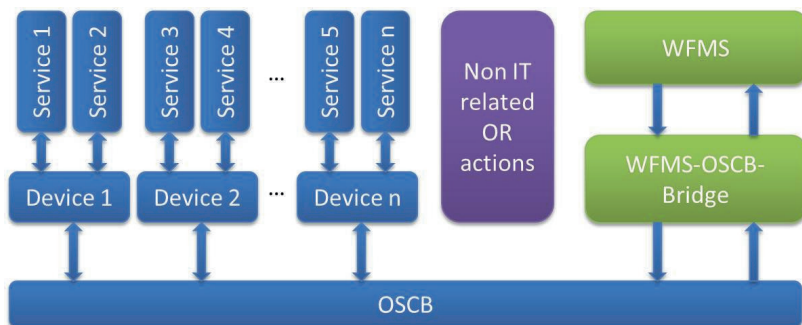 Service 1
Service 2
Service 3
Service 4
...
Service 5
Service n
Non IT
related
OR
actions
WFMS
Device 1
Device 2
...
Device n
WFMS-OSCB-
Bridge
OSCB